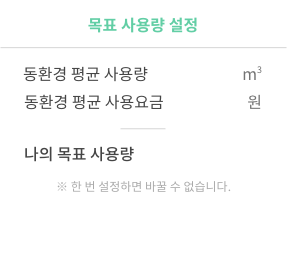 목표 사용량 설정
동환경 평균 사용량 m³
동환경 평균 사용요금 원
나의 목표 사용량
※ 한 번 설정하면 바꿀 수 없습니다.